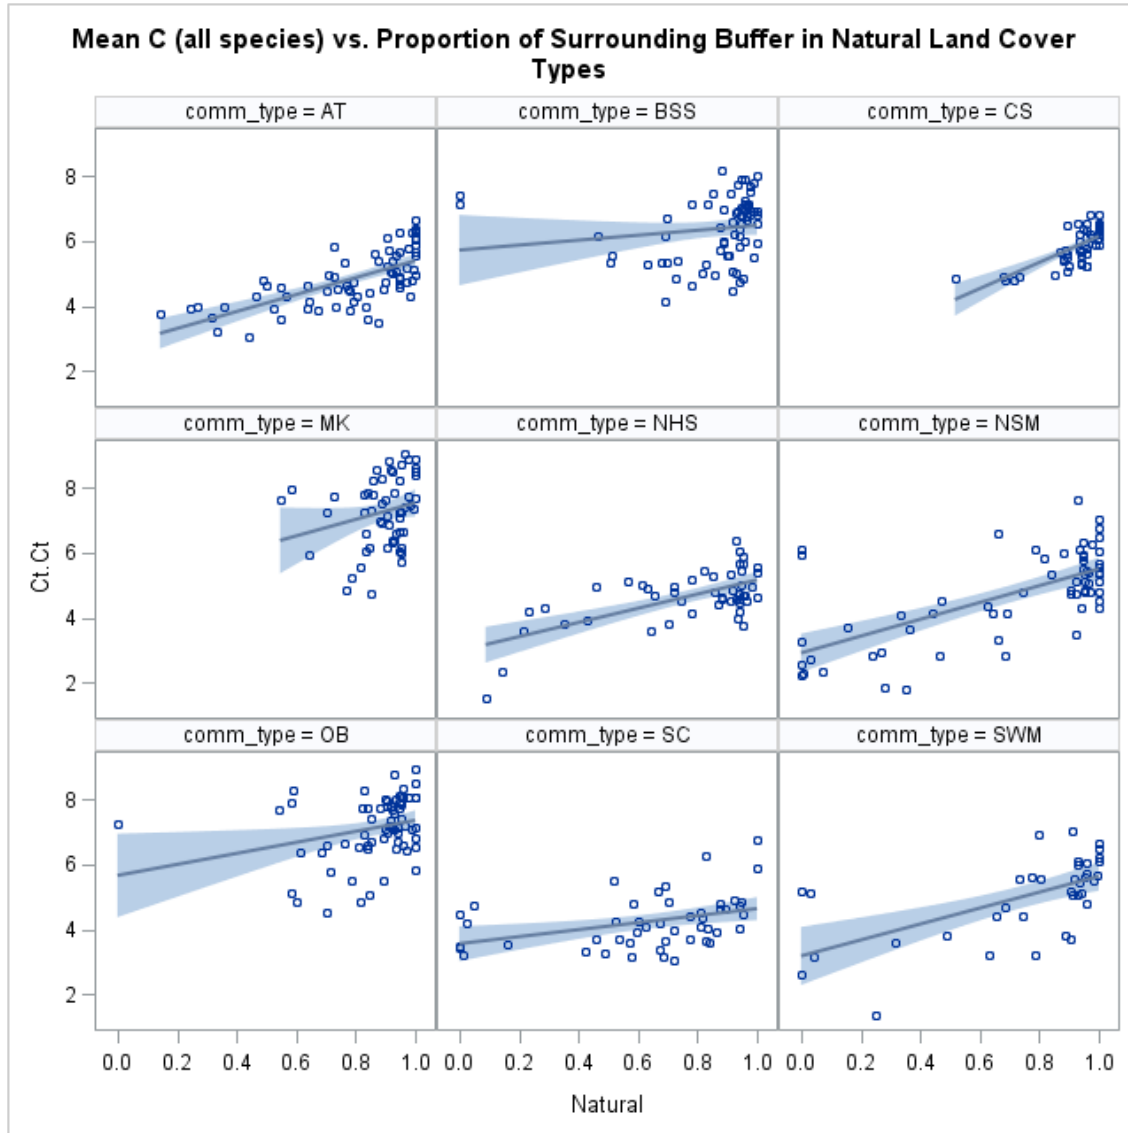 Mean C (all species) vs. Proportion of Surrounding Buffer in Natural Land Cover
Types
comm_type = AT
comm_type = BSS
comm_type = CS
8
6
4
2
comm_type = MK
comm_type = NHS
comm_type = NSM
8
6
4
2
Ct.Ct
comm_type = OB
comm_type = SC
comm_type = SWM
8
6
4
2
0.0 0.2 0.4 0.6 0.8 1.0 0.0 0.2 0.4 0.6 0.8 1.0 0.0 0.2 0.4 0.6 0.8 1.0
Natural